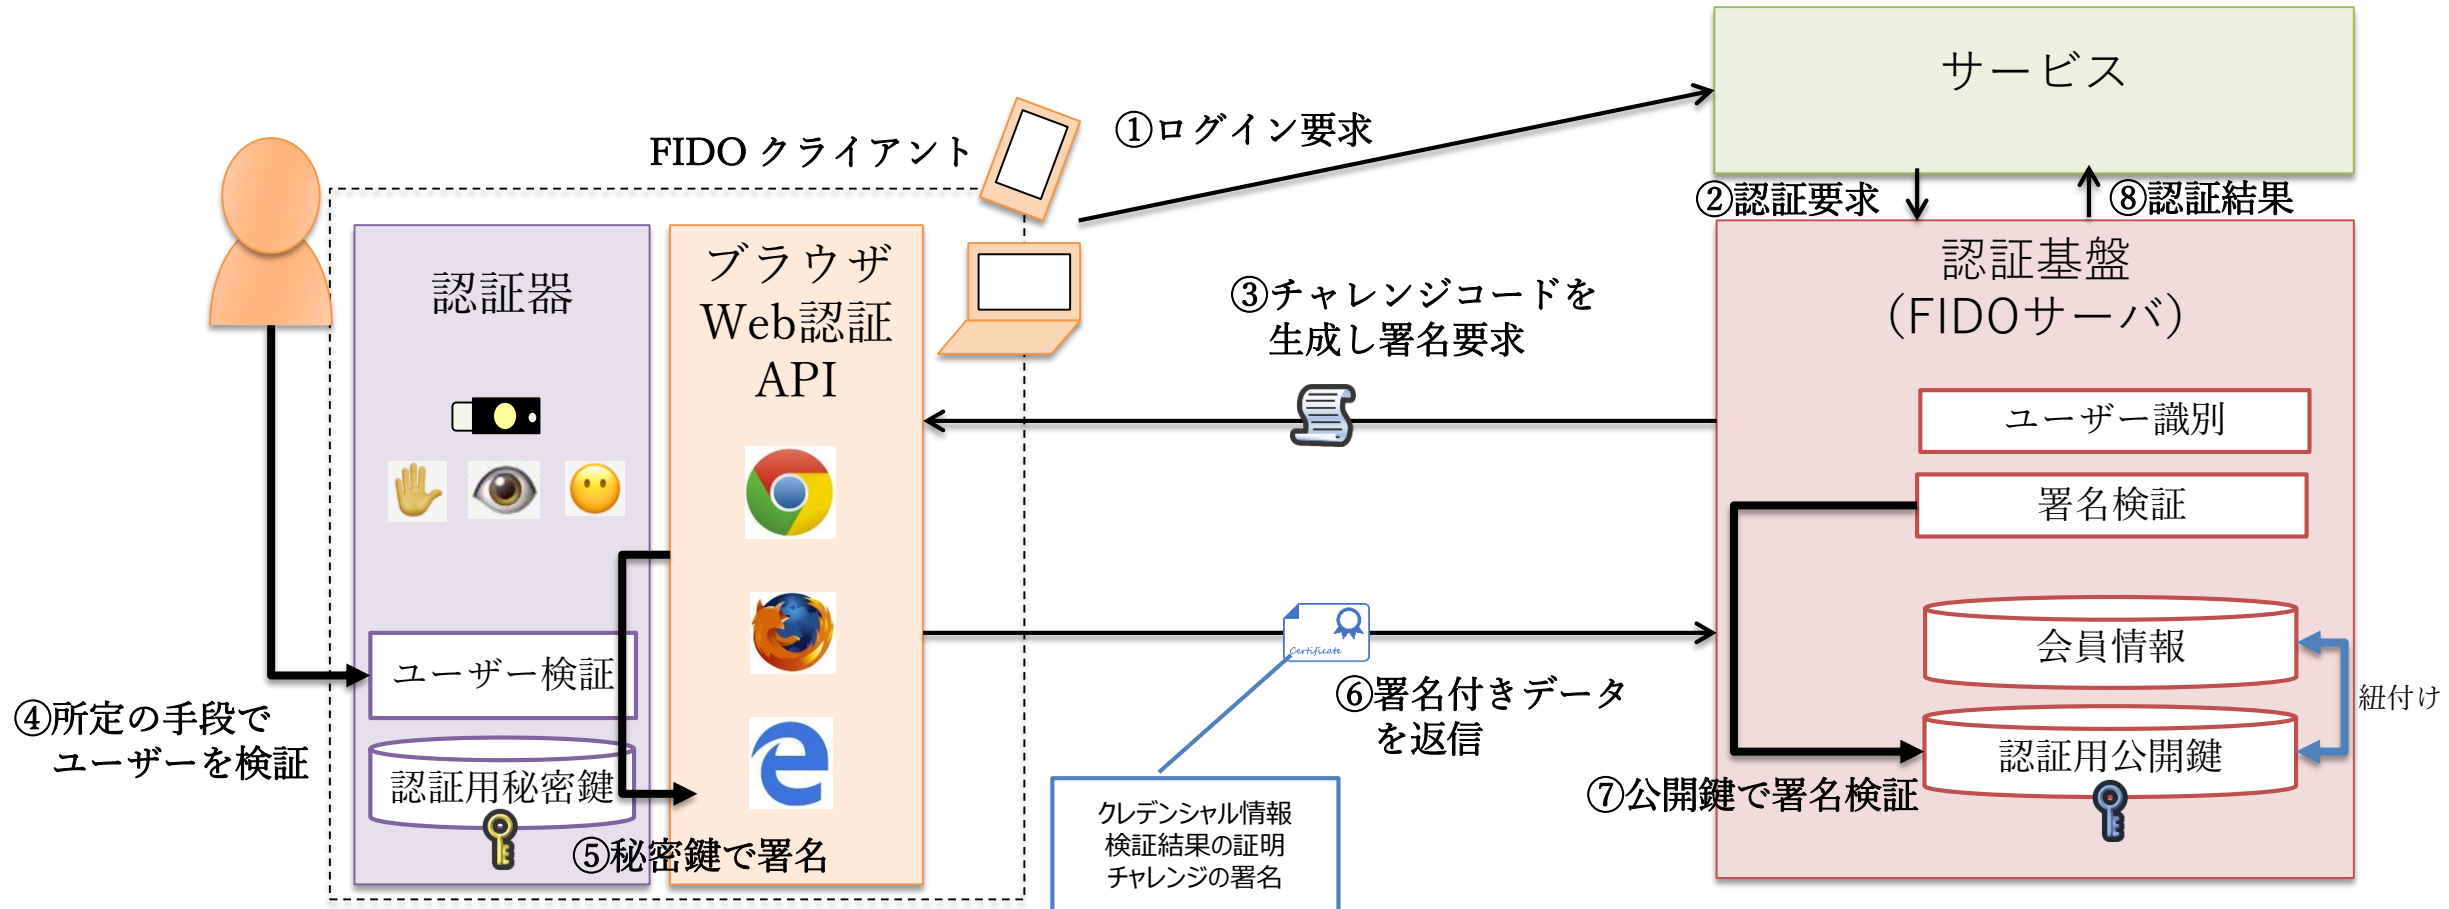 サービス
①ログイン要求
FIDO クライアント
②認証要求
⑧認証結果
認証器
ブラウザ
Web認証
API
③チャレンジコードを
生成し署名要求
認証基盤
（FIDOサーバ）
ユーザー識別
署名検証
ユーザー検証
会員情報
紐付け
④所定の手段で
ユーザーを検証
認証用秘密鍵
⑤秘密鍵で署名
Certificate
⑥署名付きデータ
を返信
認証用公開鍵
⑦公開鍵で署名検証
クレデンシャル情報
検証結果の証明
チャレンジの署名